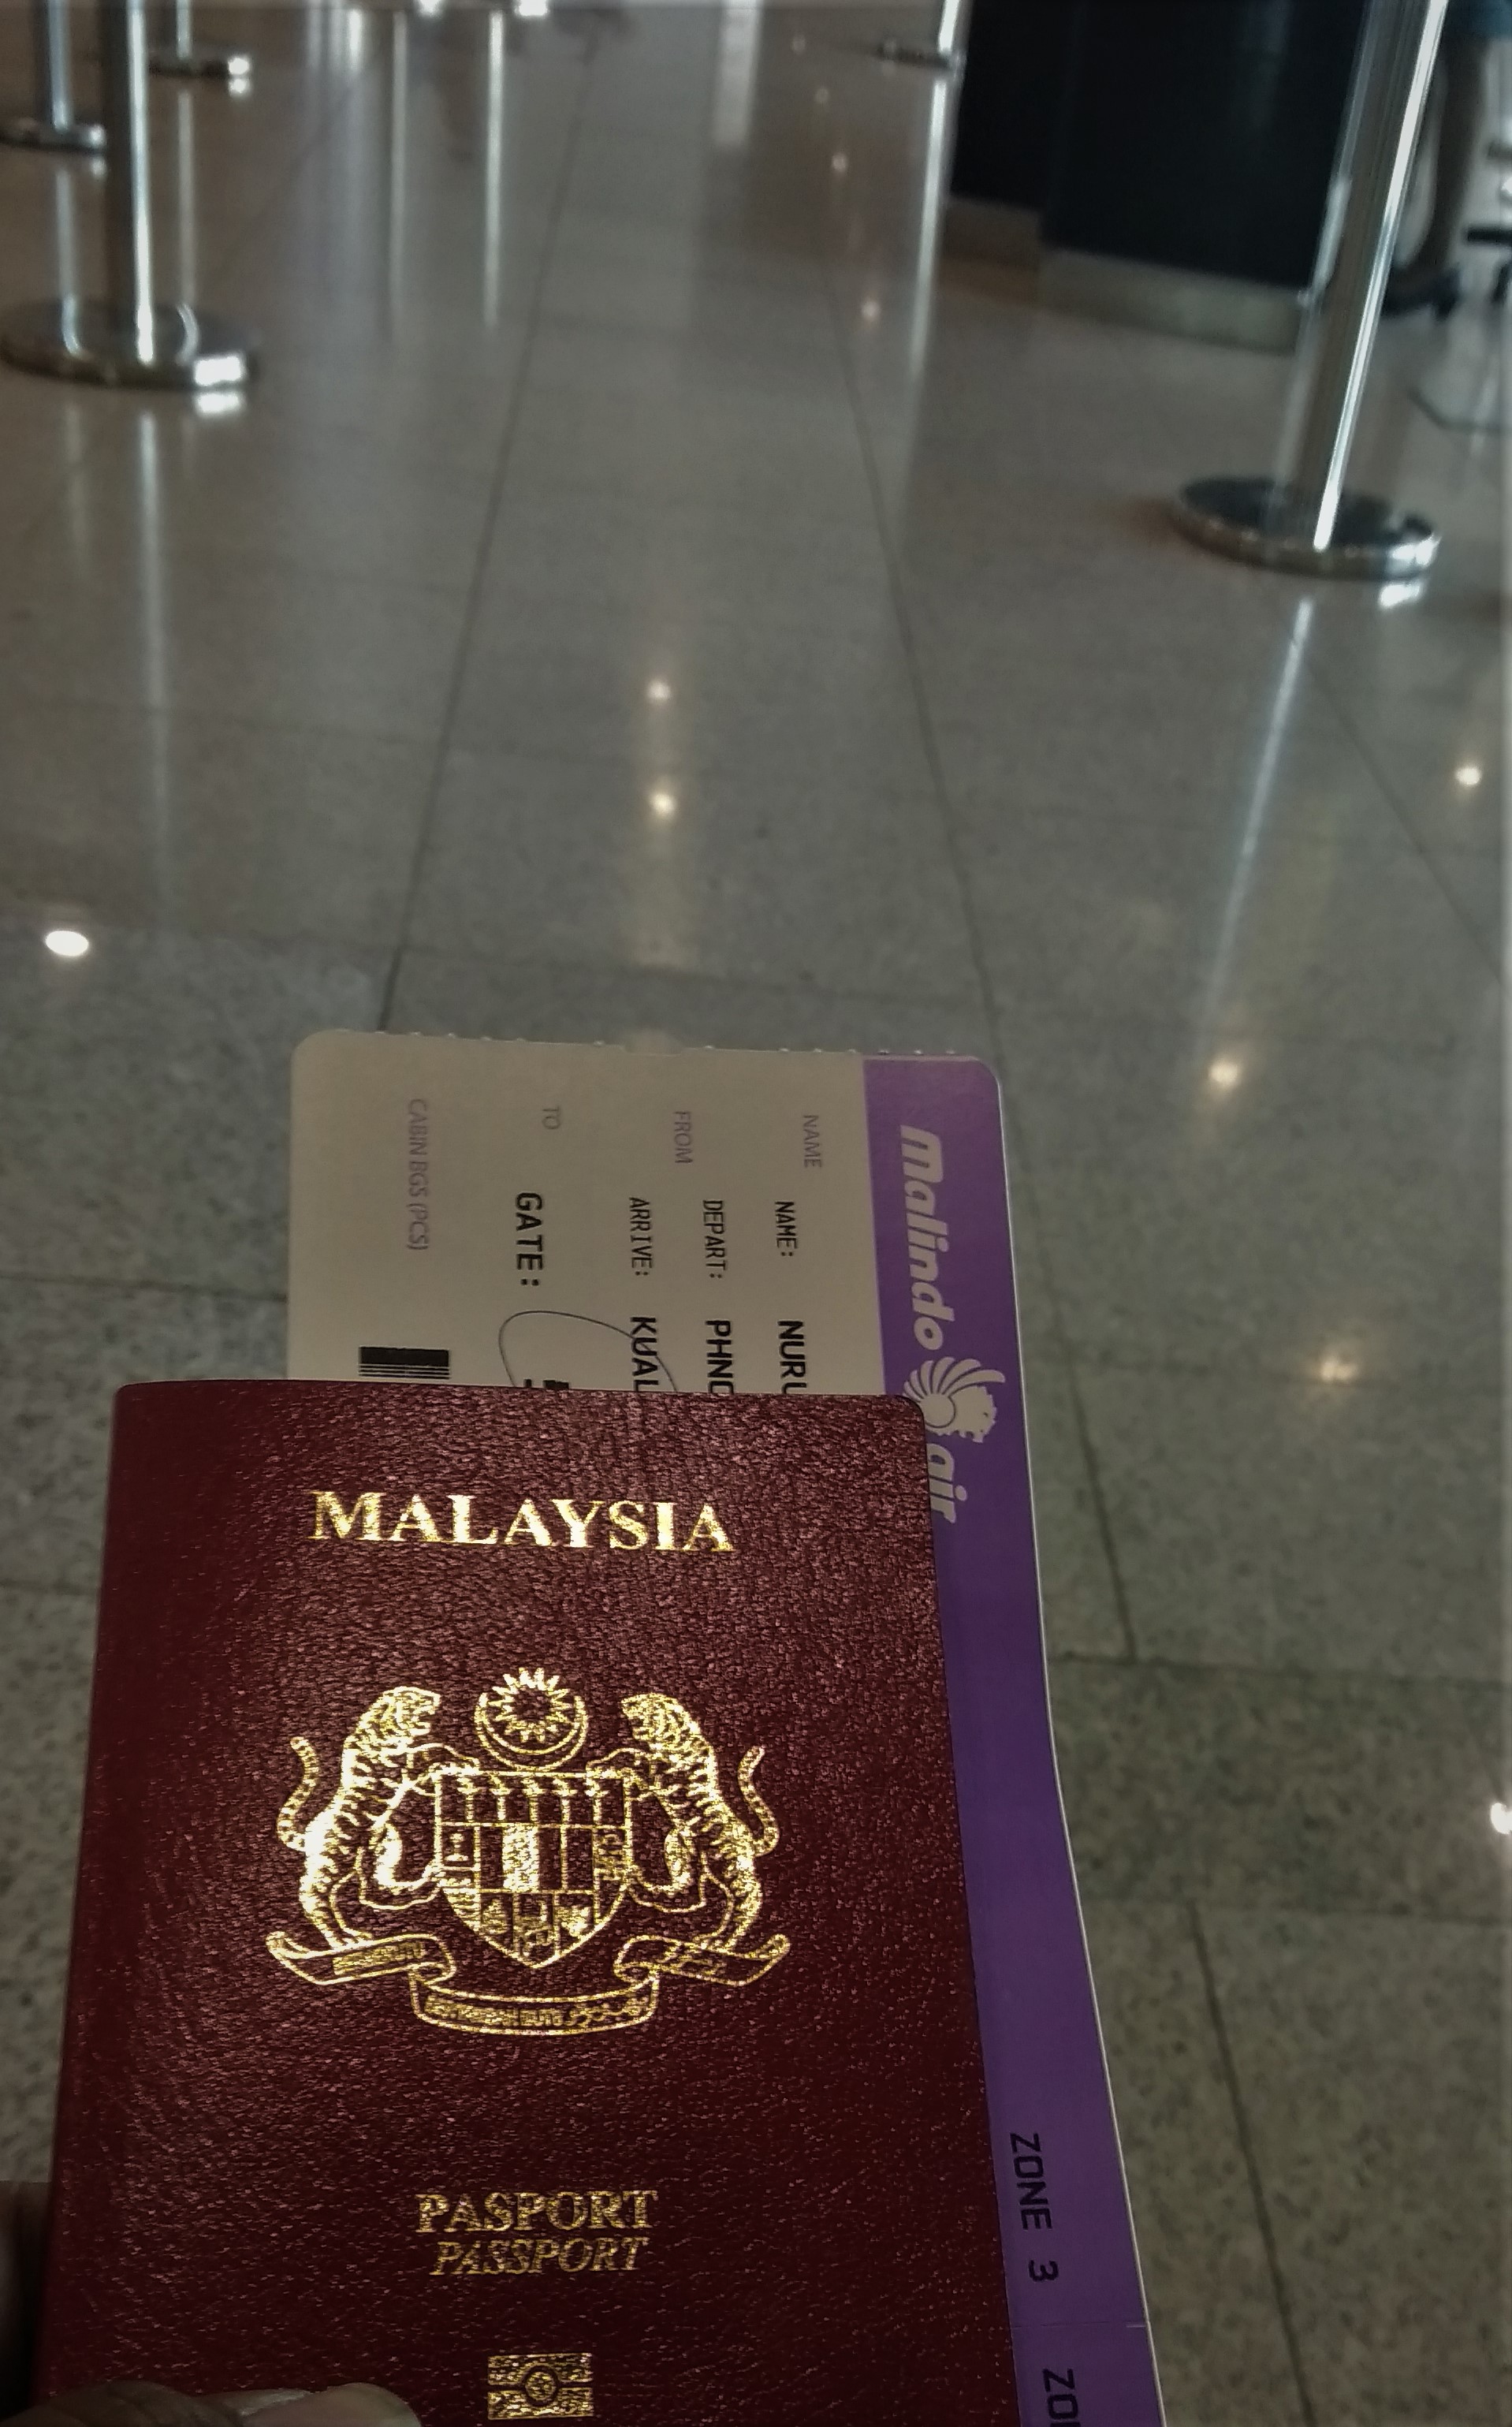 malindo air
NAME NAME: NURU
FROM DEPART: PHNO
ARRIVE: KUAL
TO
GATE:
CABIN BGS (PCS)
ZONE 3
ZO
MALAYSIA
PASPORT
PASSPORT